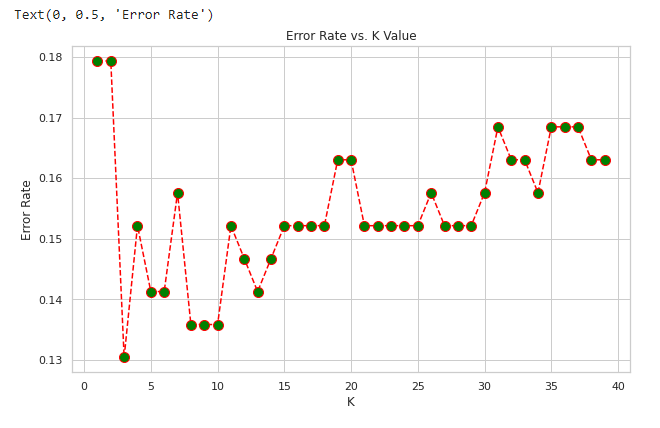 Text(0, 0.5, 'Error Rate')
Error Rate vs. K Value
0.18
0.17
0.16
0.15
0.14
0.13
Error Rate
0 5 10 15 20 25 30 35 40
K